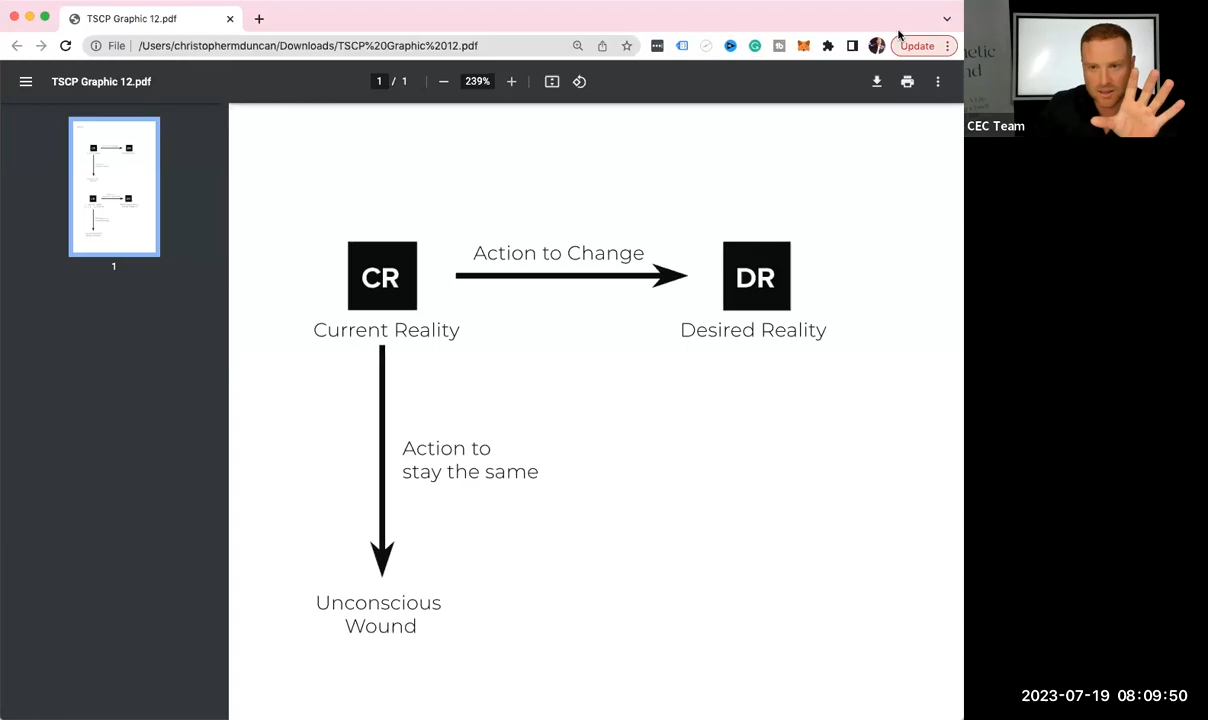 TSCP Graphic 12.pdf
File
/Users/christophermduncan/Downloads/TSCP%20Graphic%2012.pdf
Update
TSCP Graphic 12.pdf
1 / 1
239%
netic
nd
CEC Team
1
CR
Action to Change
DR
Current Reality
Desired Reality
Action to
stay the same
Unconscious
Wound
2023-07-19 08:09:50